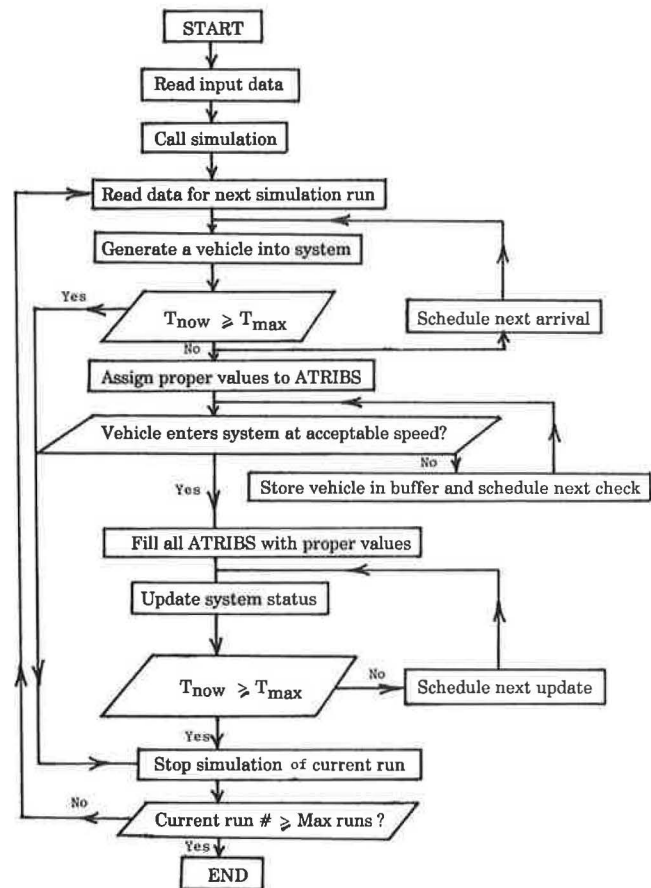 START
Read input data
Call simulation
Read data for next simulation run
Generate a vehicle into system
Yes
Tnow ⩾ Tmax
Schedule next arrival
No
Assign proper values to ATRIBS
Vehicle enters system at acceptable speed?
No
Store vehicle in buffer and schedule next check
Yes
Fill all ATRIBS with proper values
Update system status
Tnow ⩾ Tmax
No
Schedule next update
Yes
Stop simulation of current run
No
Current run # ⩾ Max runs ?
Yes
END